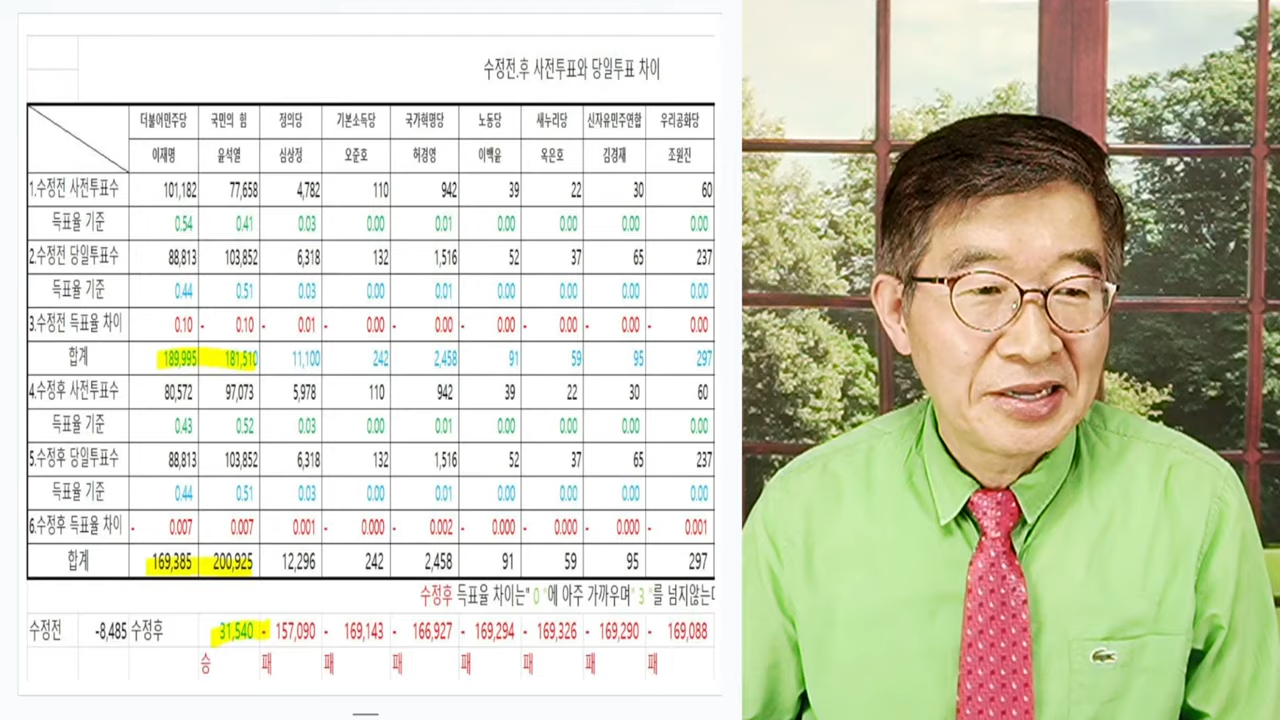 수정전.후 사전투표와 당일투표 차이
더불어민주당 국민의 힘 정의당 기본소득당 국가혁명당 노동당 새누리당 신자유민주연합 우리공화당
이재명 윤석열 심상정 오준호 허경영 이백윤 옥은호 김경재 조원진
1.수정전 사전투표수 101,182 77,658 4,782 110 942 39 22 30 60
득표율 기준 0.54 0.41 0.03 0.00 0.01 0.00 0.00 0.00 0.00
2.수정전 당일투표수 88,813 103,852 6,318 132 1,516 52 37 65 237
득표율 기준 0.44 0.51 0.03 0.00 0.01 0.00 0.00 0.00 0.00
3.수정전 득표율 차이 0.10 - 0.10 - 0.01 - 0.00 - 0.00 - 0.00 - 0.00 - 0.00 - 0.00
합계 189,995 181,510 11,100 242 2,458 91 59 95 297
4.수정후 사전투표수 80,572 97,073 5,978 110 942 39 22 30 60
득표율 기준 0.43 0.52 0.03 0.00 0.01 0.00 0.00 0.00 0.00
5.수정후 당일투표수 88,813 103,852 6,318 132 1,516 52 37 65 237
득표율 기준 0.44 0.51 0.03 0.00 0.01 0.00 0.00 0.00 0.00
6.수정후 득표율 차이 - 0.007 0.007 0.001 - 0.000 - 0.002 - 0.000 - 0.000 - 0.000 - 0.001
합계 169,385 200,925 12,296 242 2,458 91 59 95 297
수정후 득표율 차이는" 0 "에 아주 가까우며" 3 "를 넘지않는다
수정전 -8,485 수정후 31,540 - 157,090 - 169,143 - 166,927 - 169,294 - 169,326 - 169,290 - 169,088
승 패 패 패 패 패 패 패